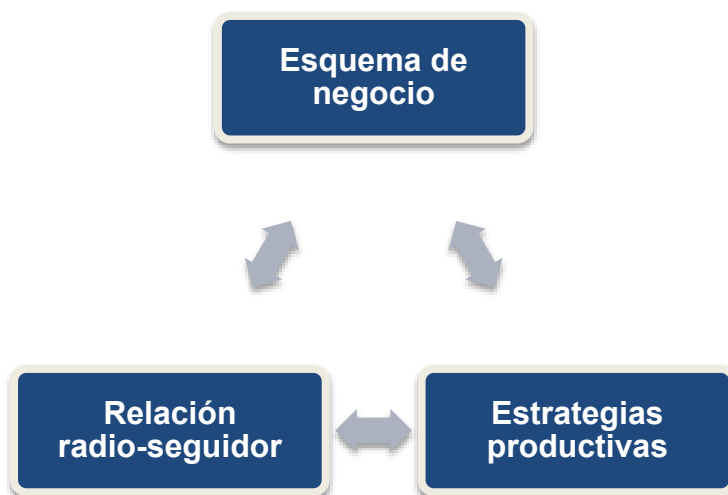 Esquema de
negocio
Relación
radio-seguidor
Estrategias
productivas